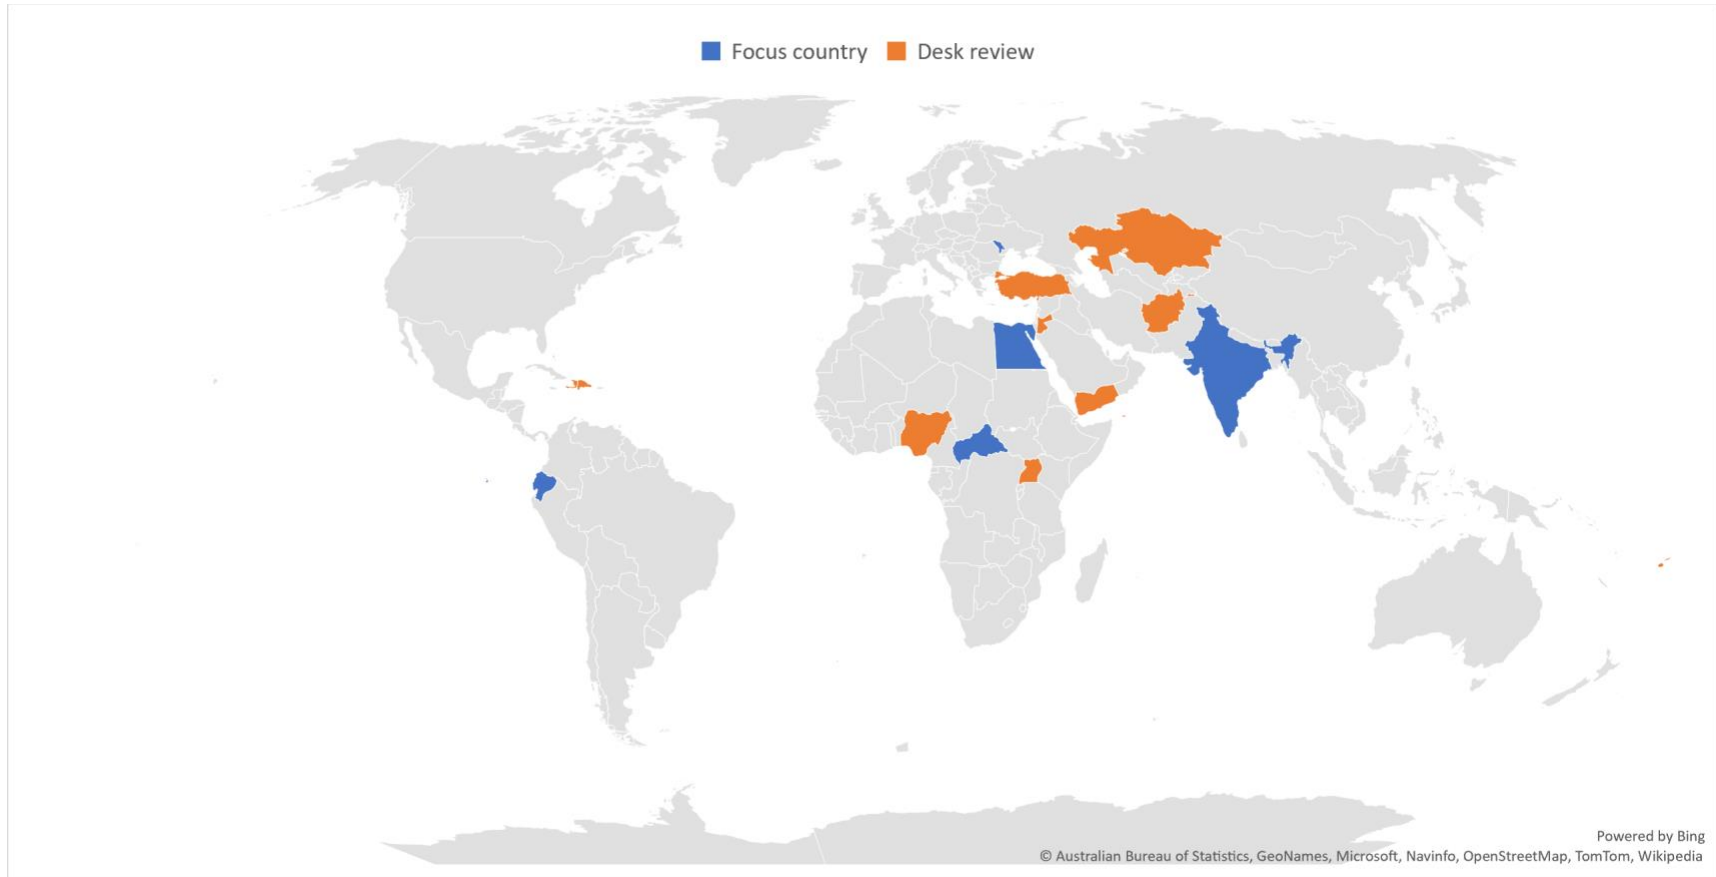 Focus country Desk review
Powered by Bing
© Australian Bureau of Statistics, GeoNames, Microsoft, Navinfo, OpenStreetMap, TomTom, Wikipedia